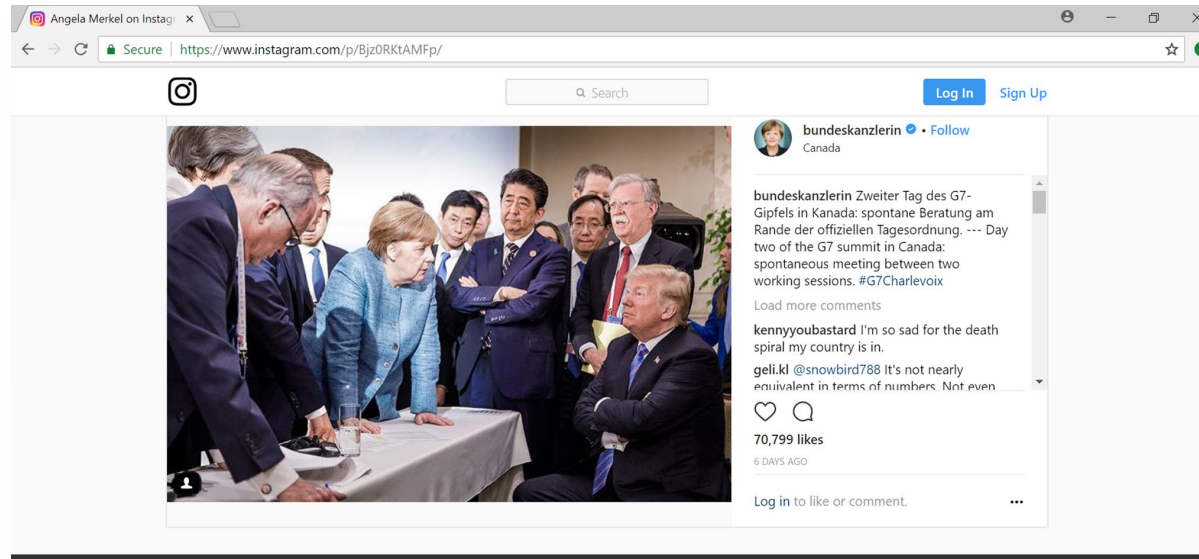 Angela Merkel on Instag
Secure https://www.instagram.com/p/Bjz0RKtAMFp/
Search
Log In Sign Up
bundeskanzlerin • Follow
Canada
bundeskanzlerin Zweiter Tag des G7-
Gipfels in Kanada: spontane Beratung am
Rande der offiziellen Tagesordnung. --- Day
two of the G7 summit in Canada:
spontaneous meeting between two
working sessions. #G7Charlevoix
Load more comments
kennyyoubastard I'm so sad for the death
spiral my country is in.
geli.kl @snowbird788 It's not nearly
equivalent in terms of numbers. Not even
70,799 likes
6 DAYS AGO
Log in to like or comment.